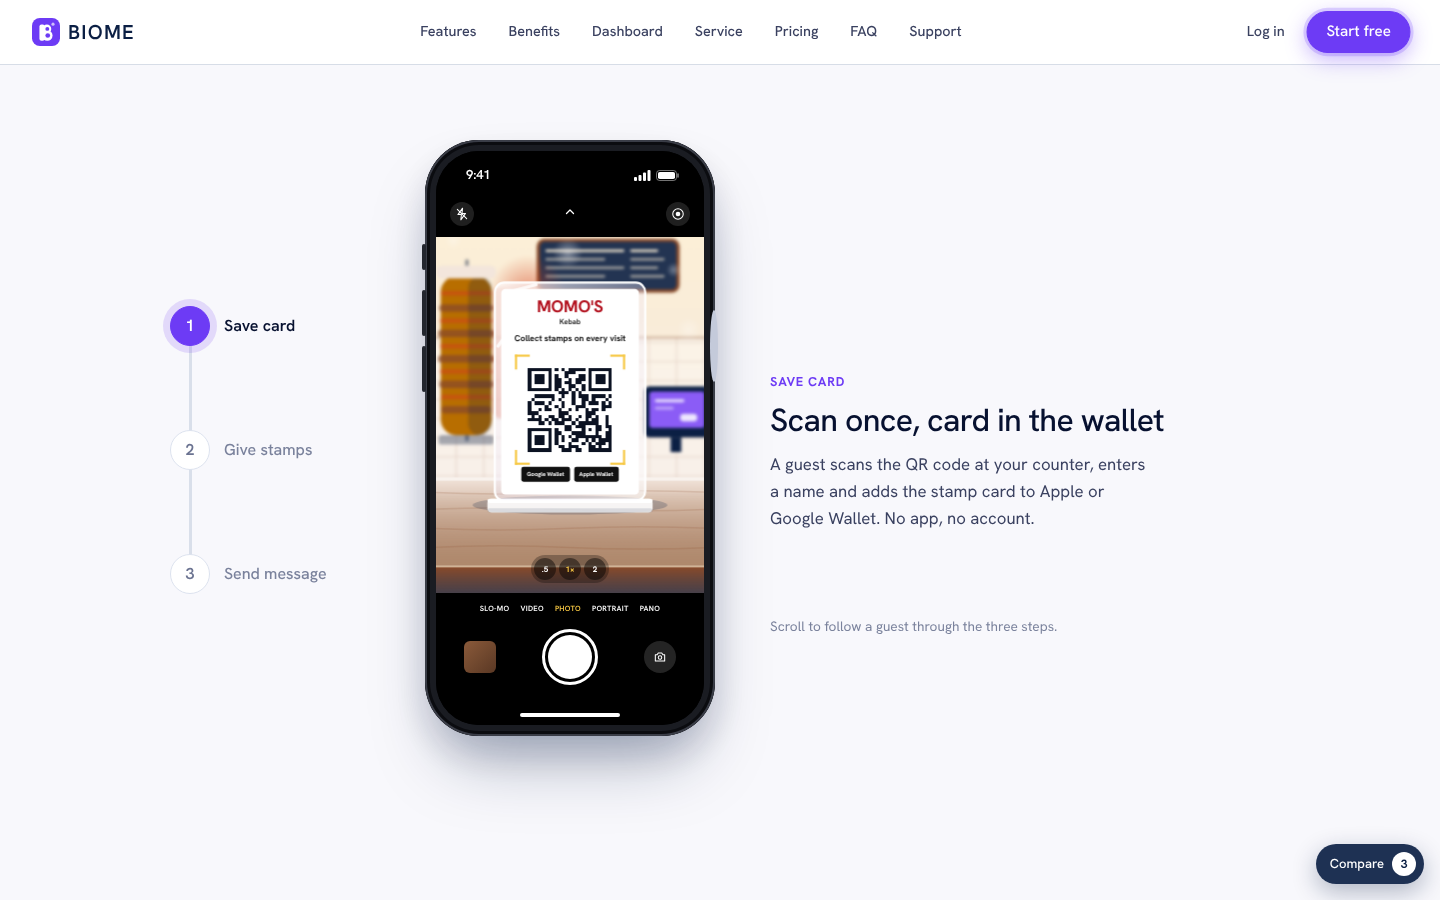 BIOME
Features
Benefits
Dashboard
Service
Pricing
FAQ
Support
Log in
Start free
1 Save card
2 Give stamps
3 Send message
9:41
MOMO'S
Kebab
Collect stamps on every visit
Google Wallet
Apple Wallet
.5
1×
2
SLO-MO
VIDEO
PHOTO
PORTRAIT
PANO
SAVE CARD
Scan once, card in the wallet
A guest scans the QR code at your counter, enters
a name and adds the stamp card to Apple or
Google Wallet. No app, no account.
Scroll to follow a guest through the three steps.
Compare 3